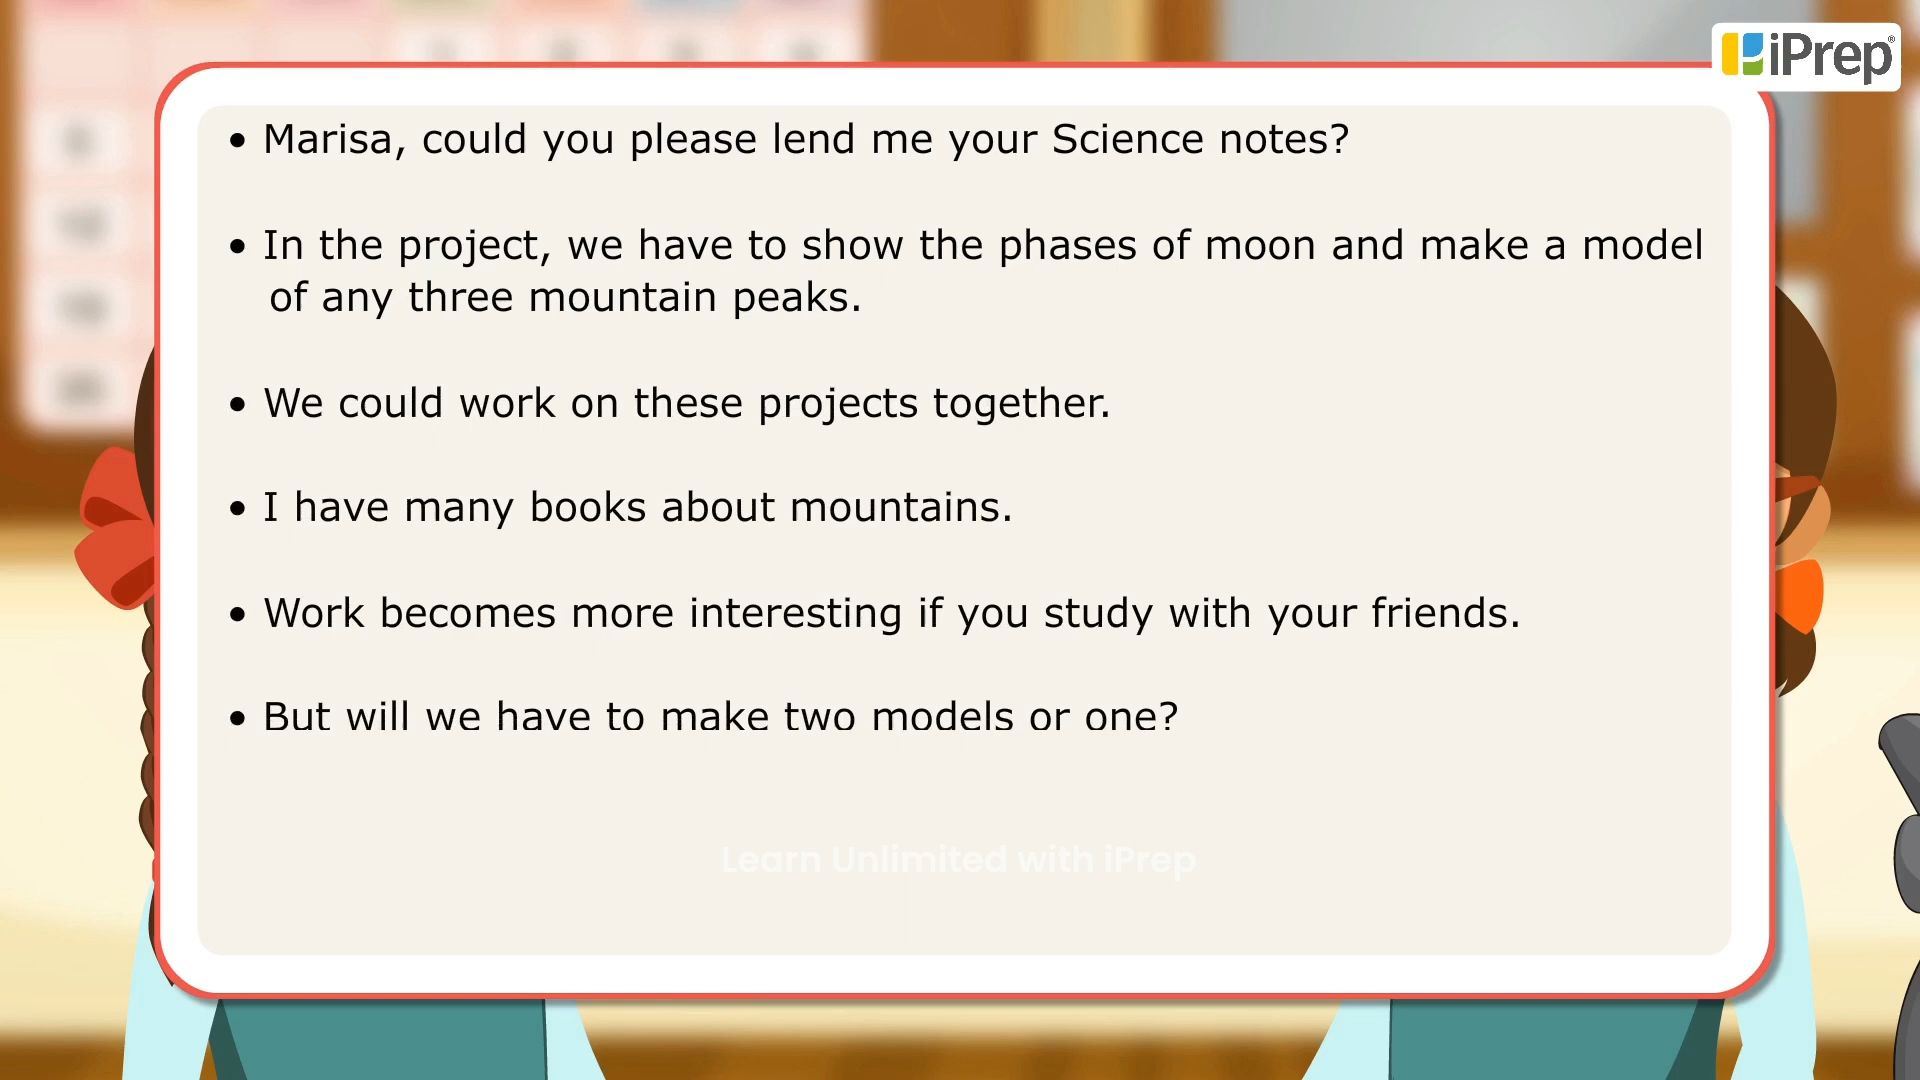 iPrep®
• Marisa, could you please lend me your Science notes?
• In the project, we have to show the phases of moon and make a model
of any three mountain peaks.
• We could work on these projects together.
• I have many books about mountains.
• Work becomes more interesting if you study with your friends.
• But will we have to make two models or one?
Learn Unlimited with iPrep